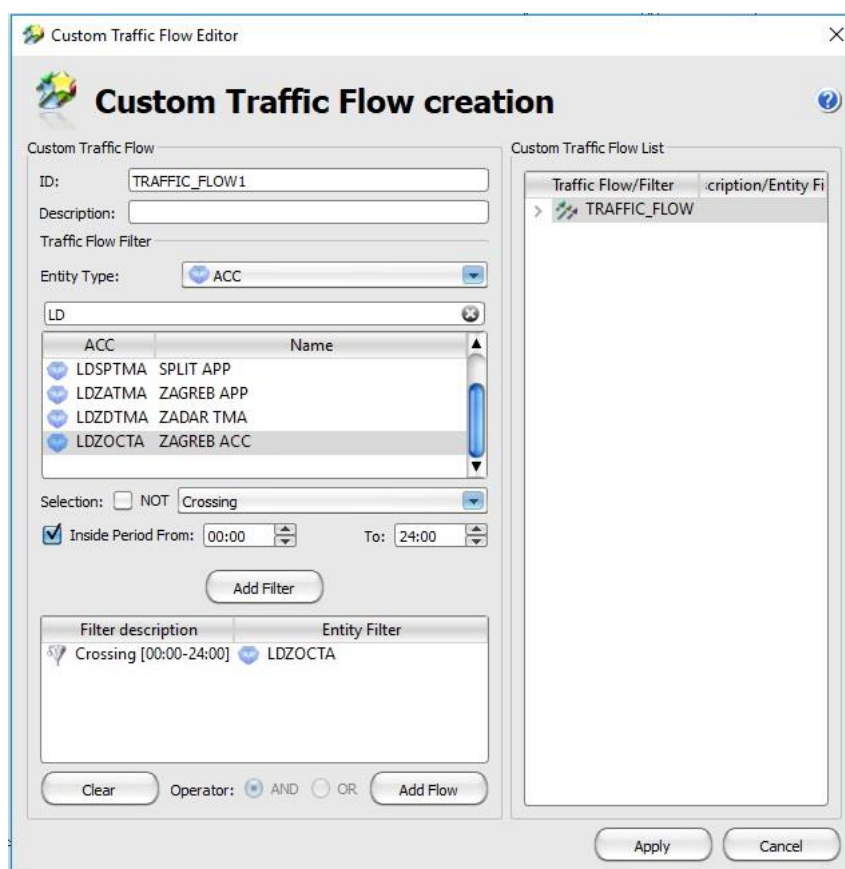 Custom Traffic Flow Editor
Custom Traffic Flow creation
Custom Traffic Flow
ID: TRAFFIC_FLOW1
Description:
Traffic Flow Filter
Entity Type: ACC
LD
ACC Name
LDSPTMA SPLIT APP
LDZATMA ZAGREB APP
LDZDTMA ZADAR TMA
LDZOCTA ZAGREB ACC
Selection: NOT Crossing
Inside Period From: 00:00 To: 24:00
Add Filter
Filter description Entity Filter
Crossing [00:00-24:00] LDZOCTA
Clear Operator: AND OR Add Flow
Custom Traffic Flow List
Traffic Flow/Filter cription/Entity Fi
TRAFFIC_FLOW
Apply Cancel